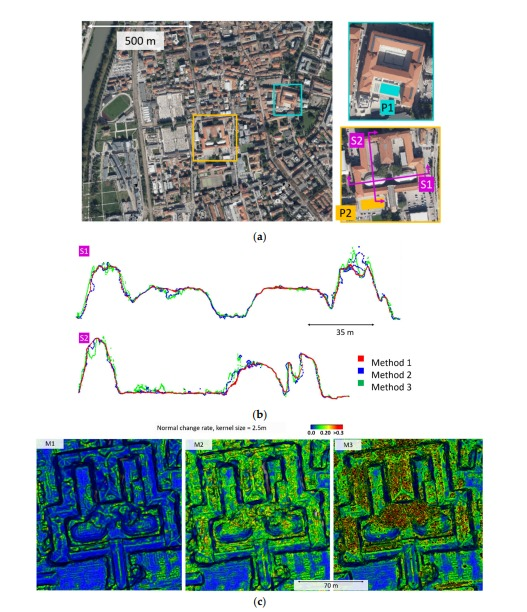 500 m
P1
S2
S1
P2
(a)
S1
35 m
S2
Method 1
Method 2
Method 3
(b)
Normal change rate, kernel size = 2.5m
0.0 0.20 >0.3
M1
M2
M3
70 m
(c)